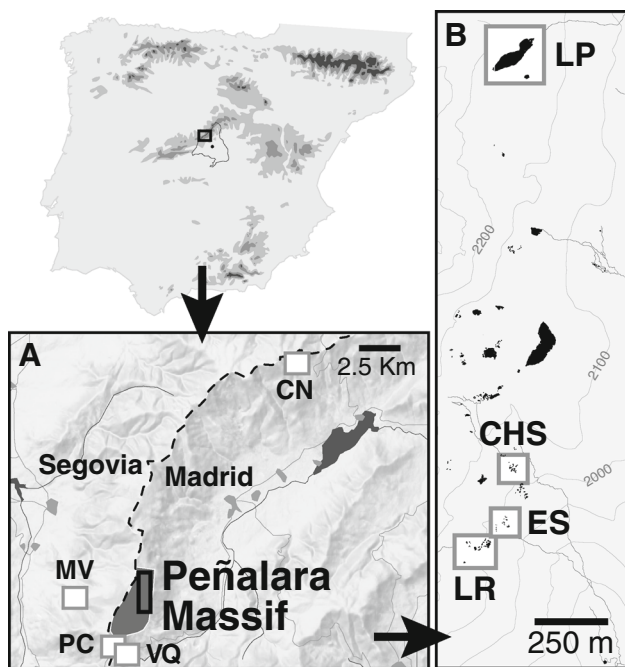 A
2.5 Km
CN
Segovia
Madrid
MV
Peñalara
Massif
PC
VQ
B
LP
2200
2100
CHS
2000
ES
LR
250 m